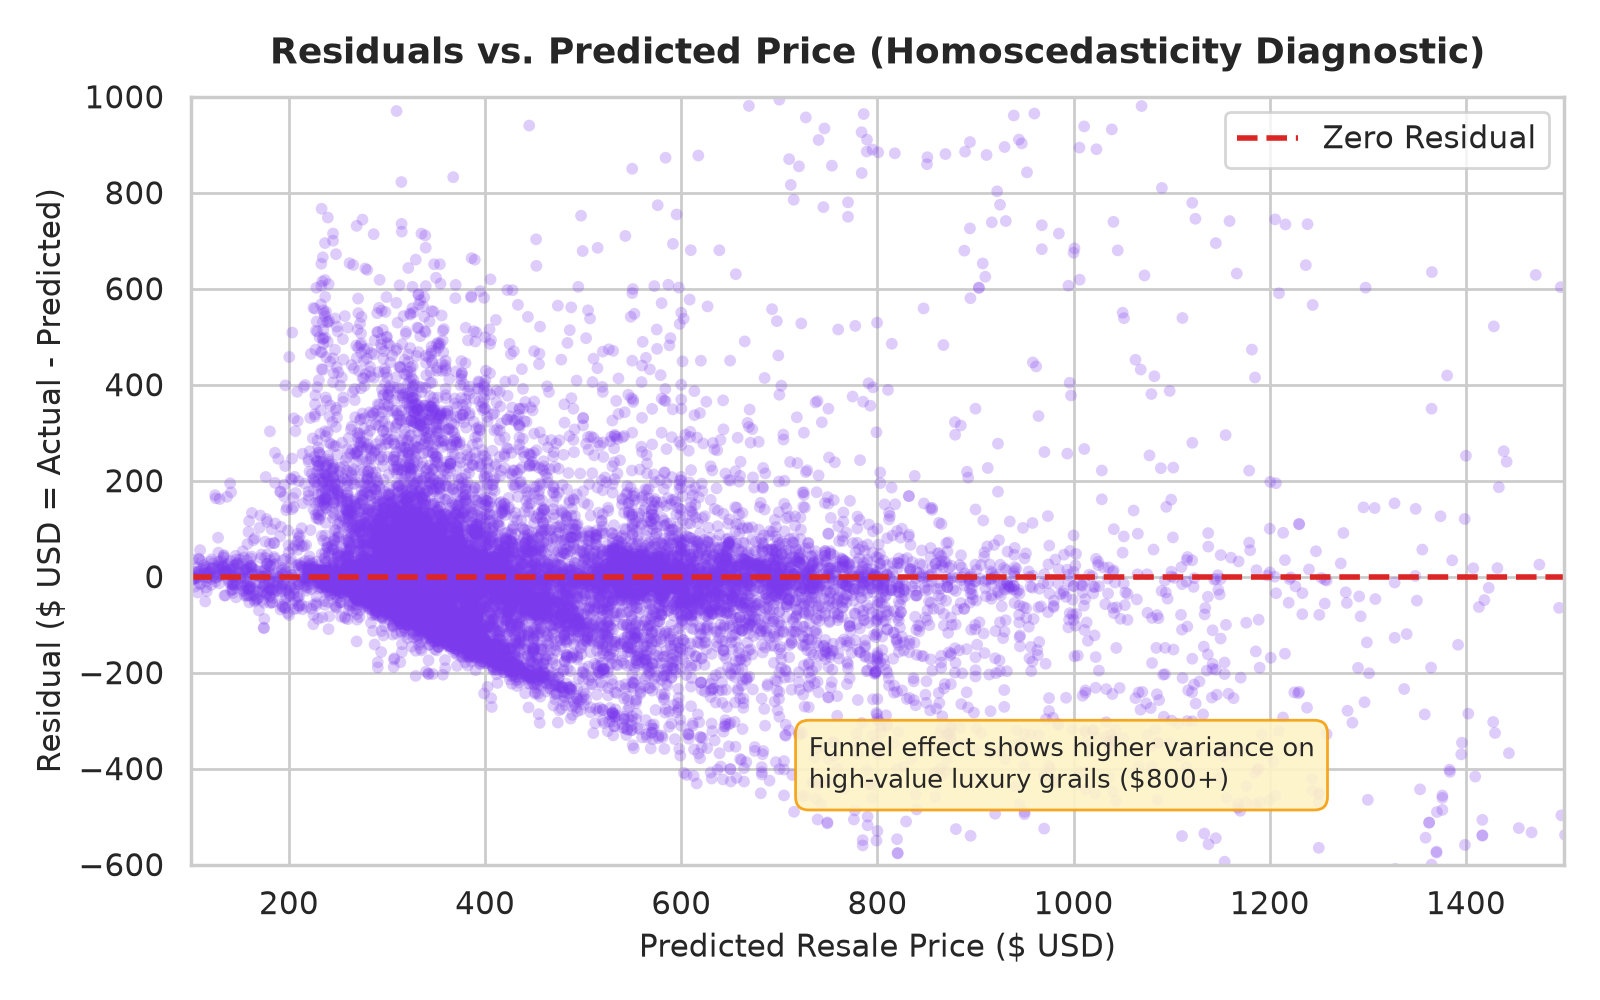 Residuals vs. Predicted Price (Homoscedasticity Diagnostic)
1000
800
600
400
200
0
−200
−400
−600
Residual ($ USD = Actual - Predicted)
Zero Residual
Funnel effect shows higher variance on
high-value luxury grails ($800+)
200
400
600
800
1000
1200
1400
Predicted Resale Price ($ USD)